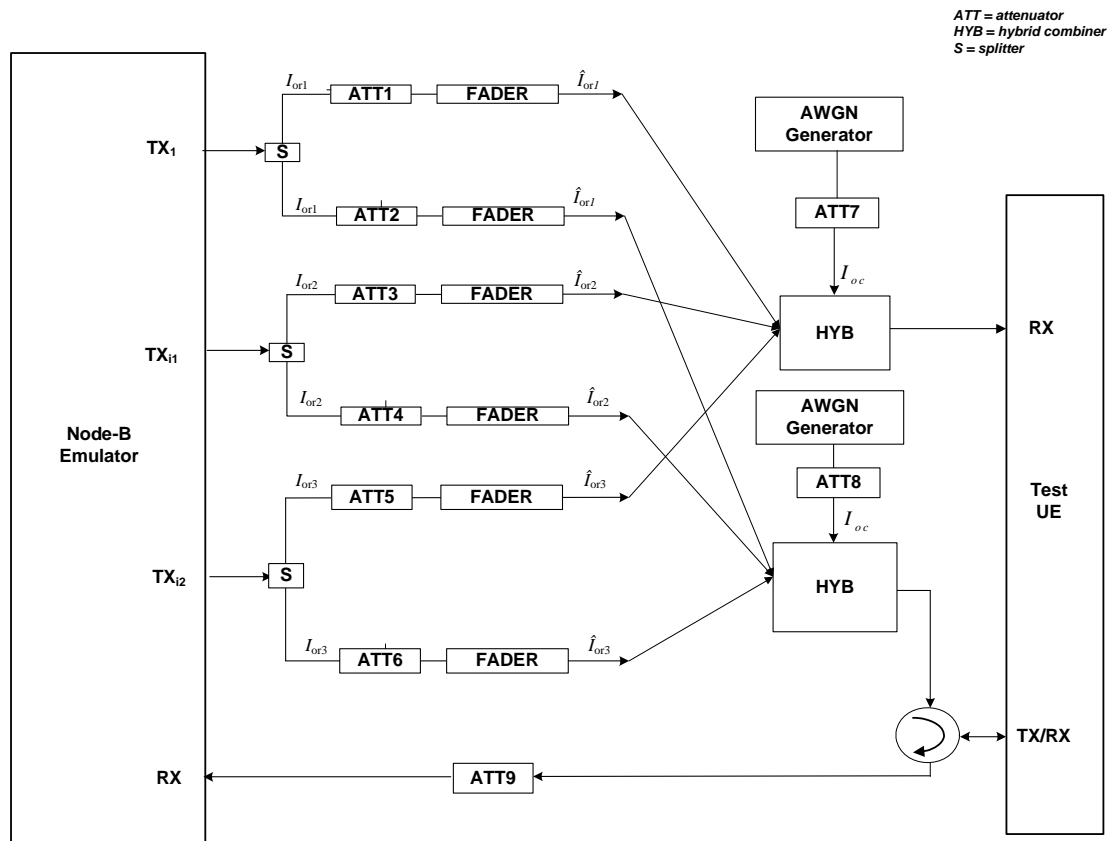 ATT = attenuator
HYB = hybrid combiner
S = splitter
Node-B
Emulator
TX₁
S
Ior1
ATT1
FADER
Îor1
Ior1
ATT2
FADER
Îor1
TXi1
S
Ior2
ATT3
FADER
Îor2
Ior2
ATT4
FADER
Îor2
TXi2
S
Ior3
ATT5
FADER
Îor3
Ior3
ATT6
FADER
Îor3
RX
ATT9
AWGN
Generator
ATT7
Ioc
HYB
AWGN
Generator
ATT8
Ioc
HYB
RX
Test
UE
TX/RX